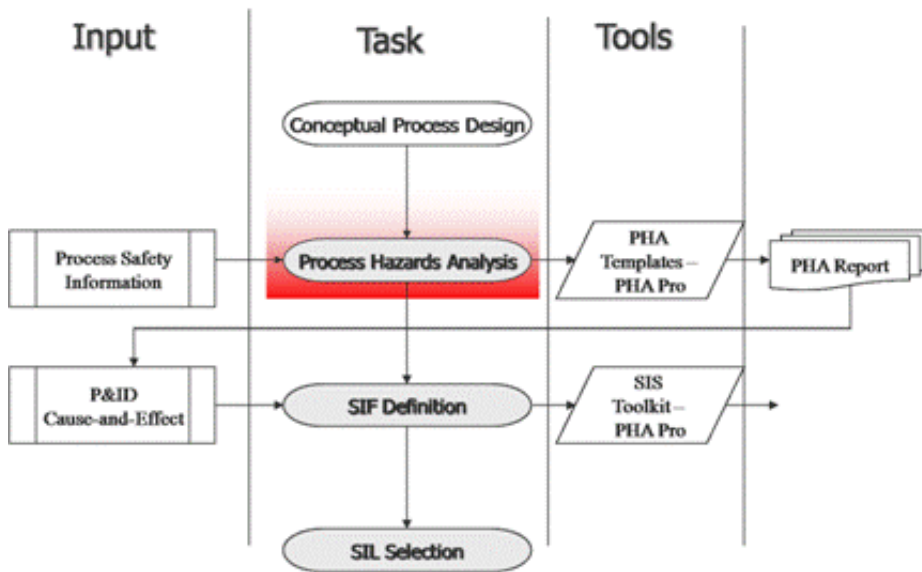 Input
Task
Tools
Conceptual Process Design
Process Safety
Information
Process Hazards Analysis
PHA
Templates–
PHA Pro
PHA Report
P&ID
Cause-and-Effect
SIF Definition
SIS
Toolkit–
PHA Pro
SIL Selection